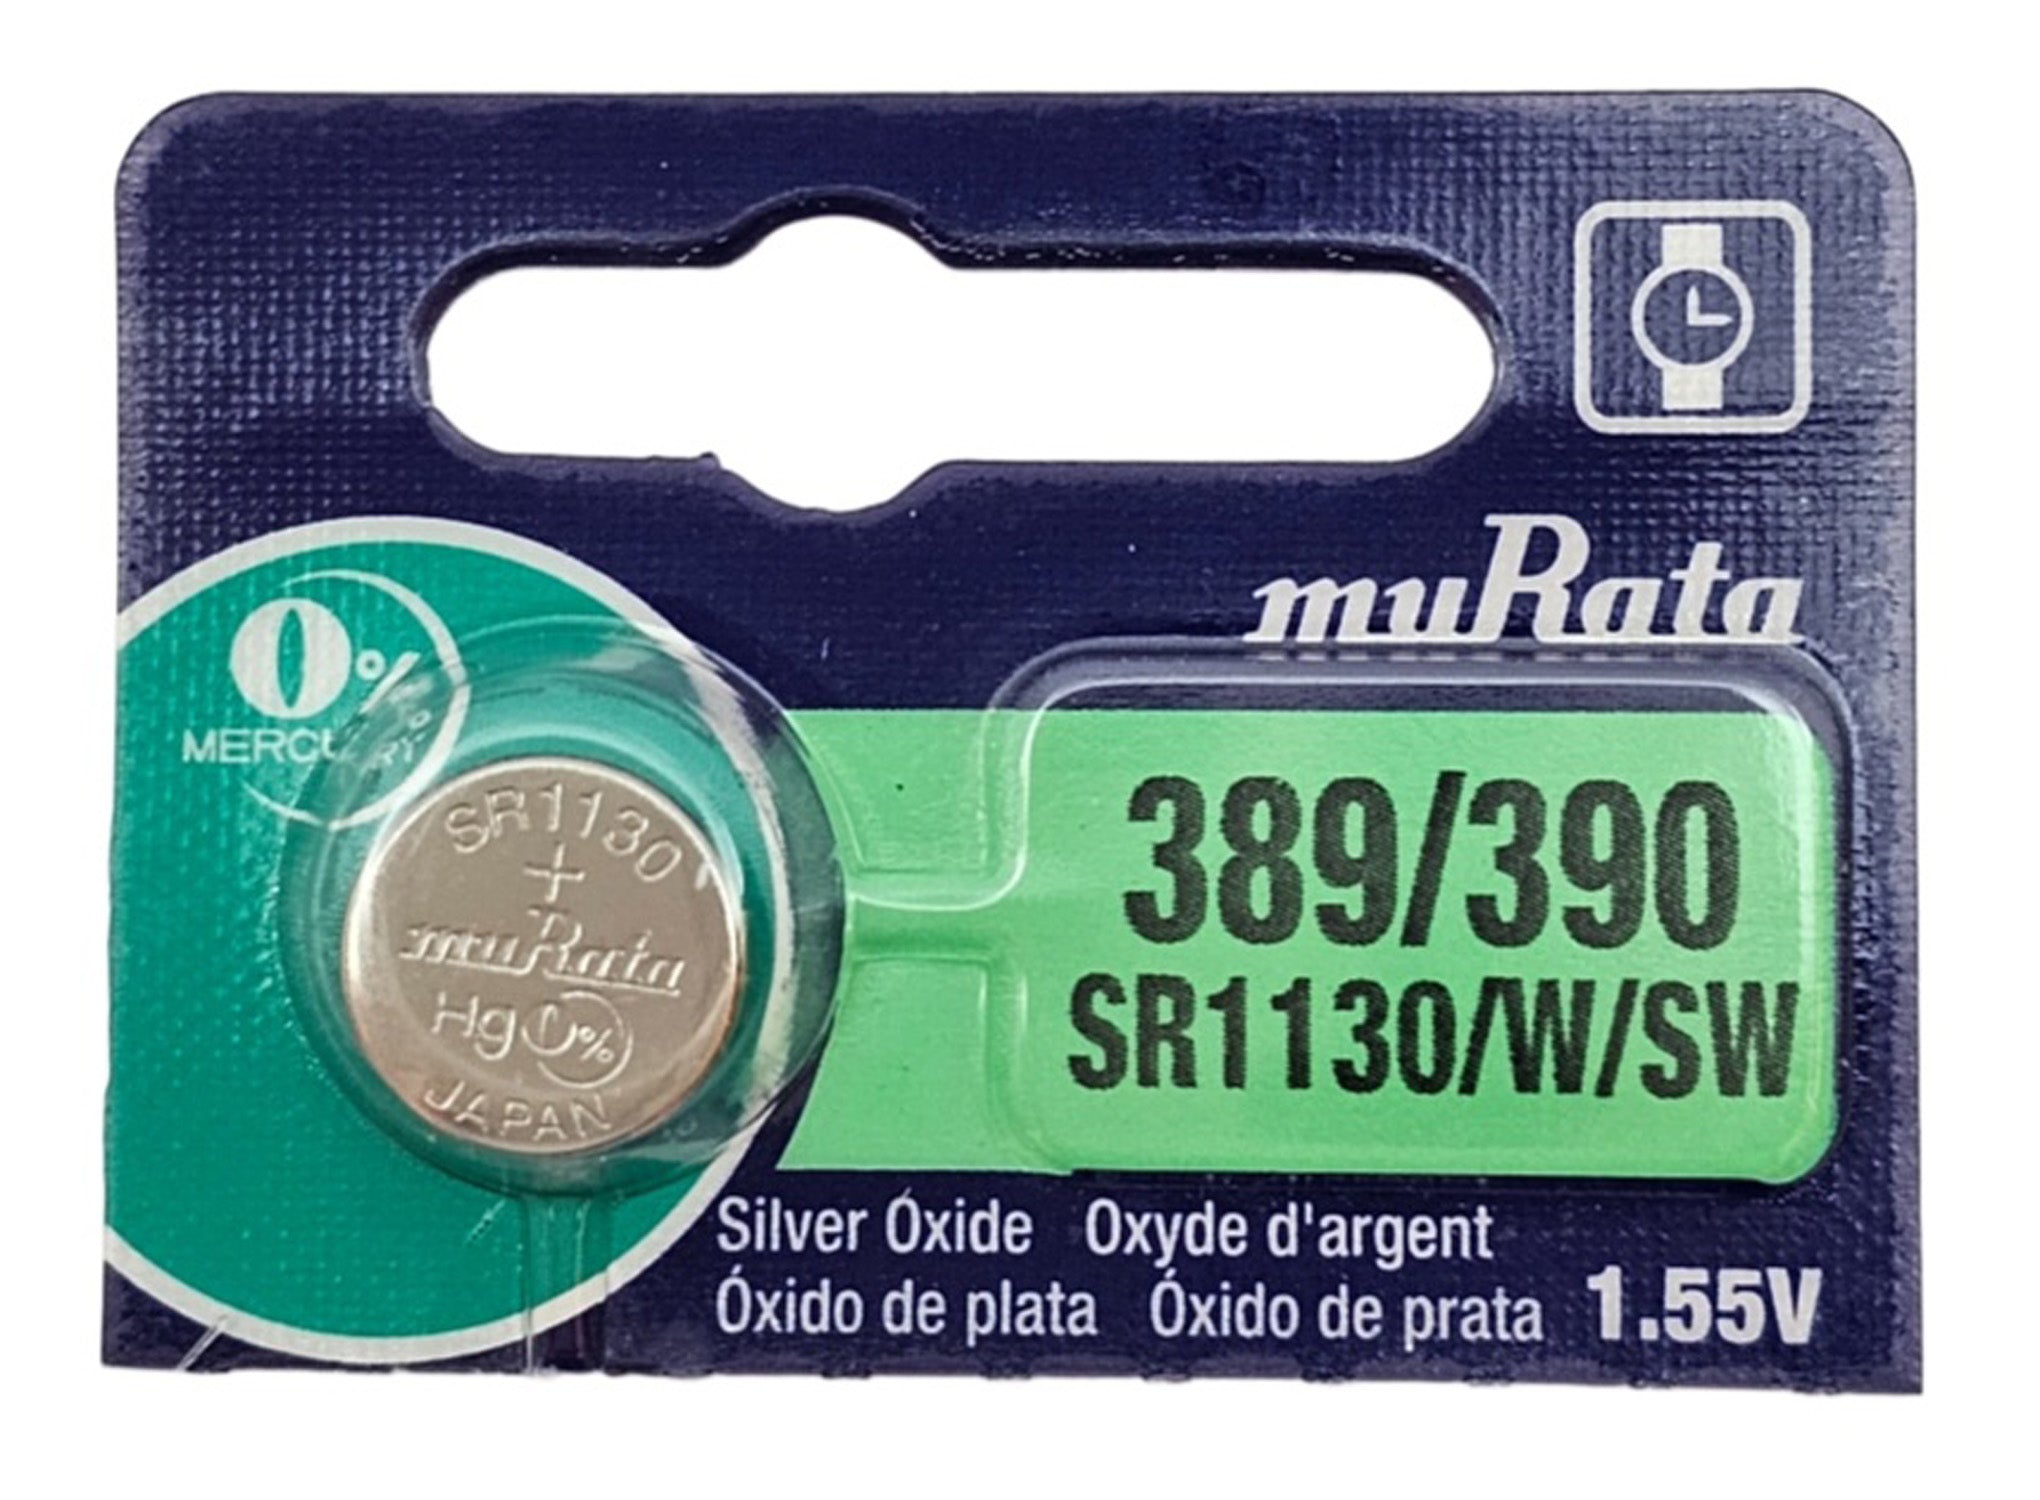 muRata
0%
MERCURY
SR1130
+
muRata
Hg 0%
JAPAN
389/390
SR1130/W/SW
Silver Oxide Oxyde d'argent
Óxido de plata Óxido de prata 1.55V